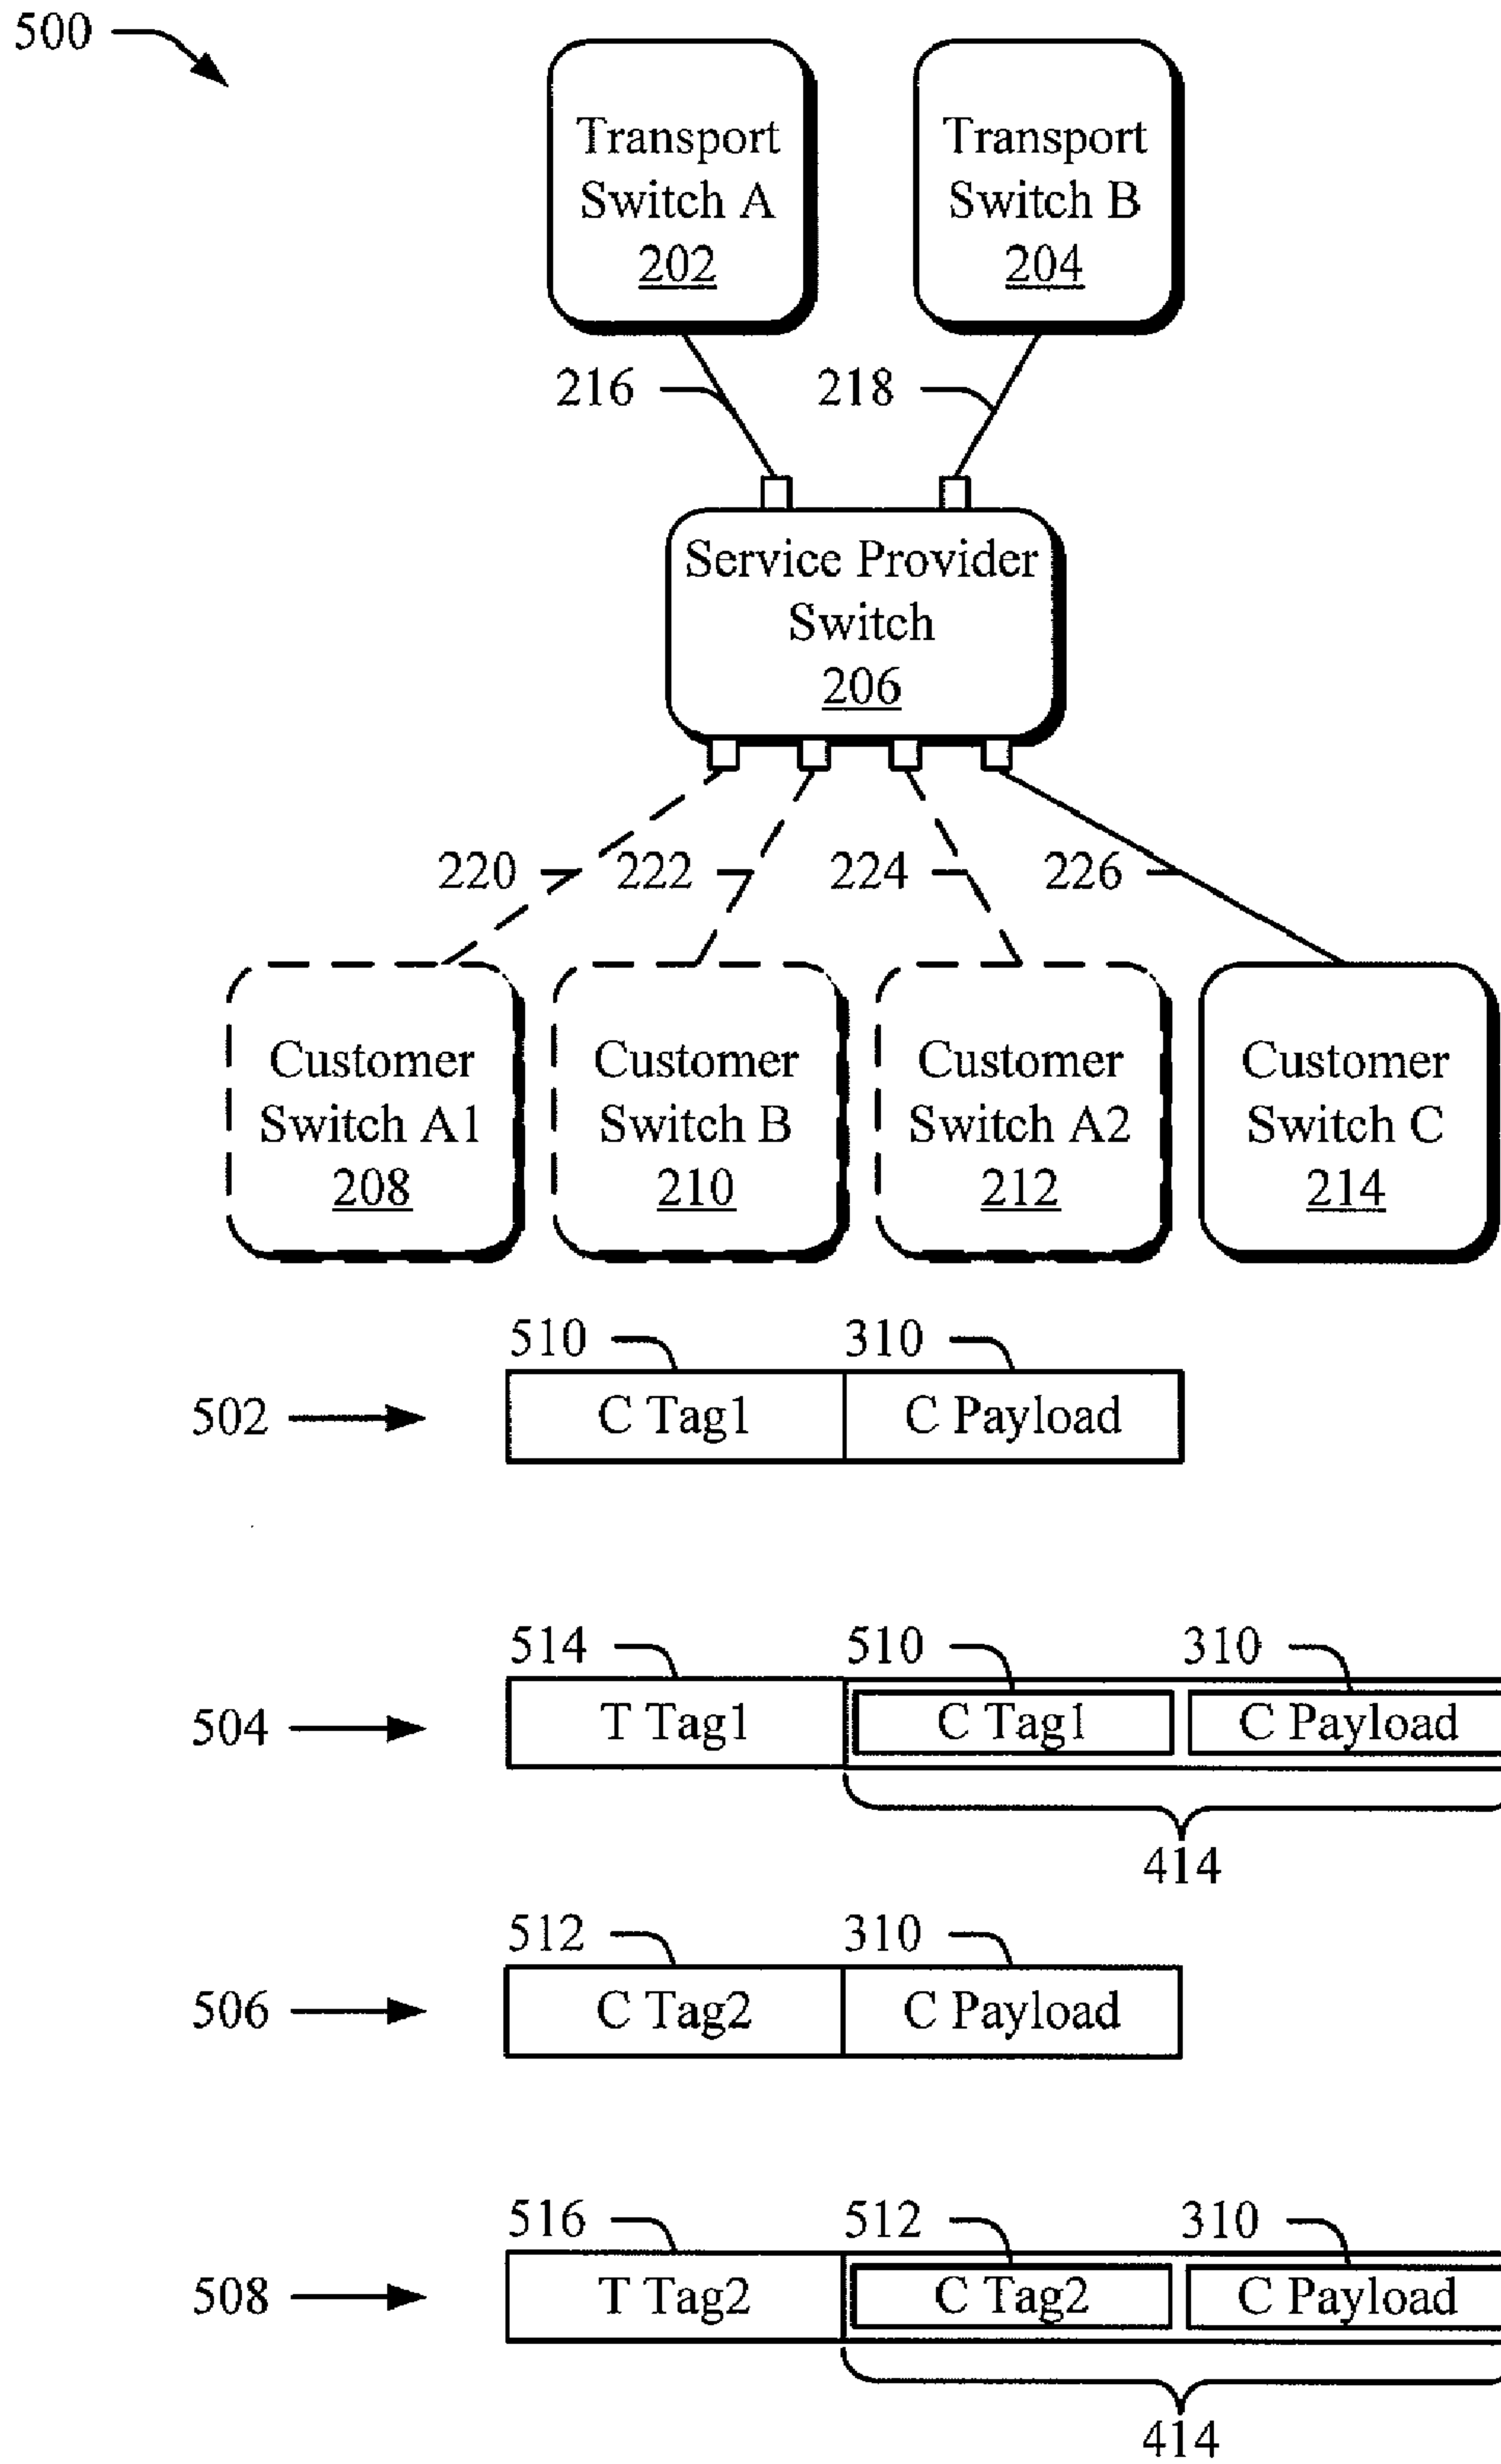 500
Transport
Switch A
202
Transport
Switch B
204
216
218
Service Provider
Switch
206
220
222
224
226
Customer
Switch A1
208
Customer
Switch B
210
Customer
Switch A2
212
Customer
Switch C
214
510
310
502
C Tag1
C Payload
514
510
310
504
T Tag1
C Tag1
C Payload
414
512
310
506
C Tag2
C Payload
516
512
310
508
T Tag2
C Tag2
C Payload
414